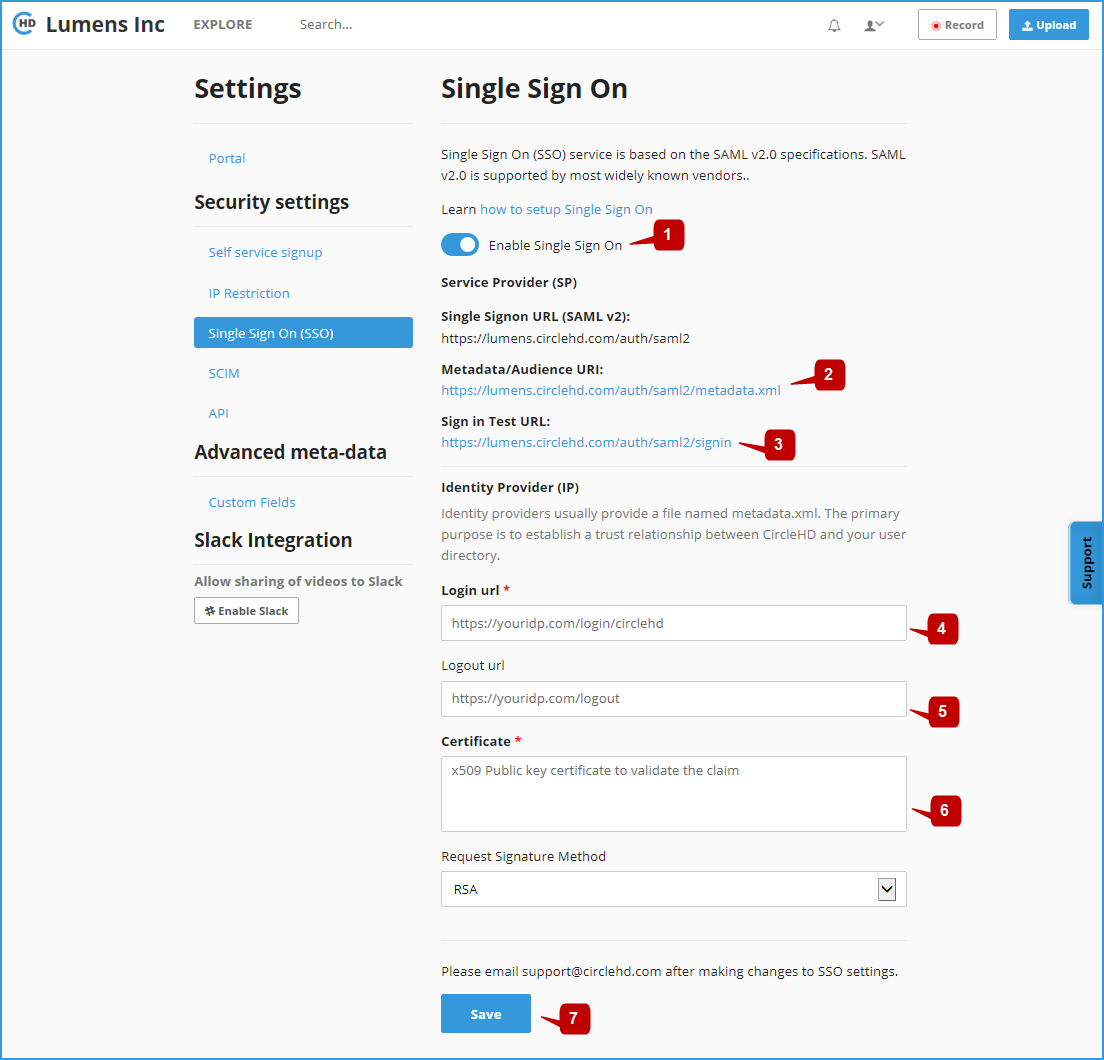 HD Lumens Inc EXPLORE Search... Record Upload
Settings
Portal
Security settings
Self service signup
IP Restriction
Single Sign On (SSO)
SCIM
API
Advanced meta-data
Custom Fields
Slack Integration
Allow sharing of videos to Slack
Enable Slack
Single Sign On
Single Sign On (SSO) service is based on the SAML v2.0 specifications. SAML
v2.0 is supported by most widely known vendors..
Learn how to setup Single Sign On
Enable Single Sign On 1
Service Provider (SP)
Single Signon URL (SAML v2):
https://lumens.circlehd.com/auth/saml2
Metadata/Audience URI:
https://lumens.circlehd.com/auth/saml2/metadata.xml 2
Sign in Test URL:
https://lumens.circlehd.com/auth/saml2/signin 3
Identity Provider (IP)
Identity providers usually provide a file named metadata.xml. The primary
purpose is to establish a trust relationship between CircleHD and your user
directory.
Login url *
https://youridp.com/login/circlehd 4
Logout url
https://youridp.com/logout 5
Certificate *
x509 Public key certificate to validate the claim 6
Request Signature Method
RSA
Please email support@circlehd.com after making changes to SSO settings.
Save 7
Support